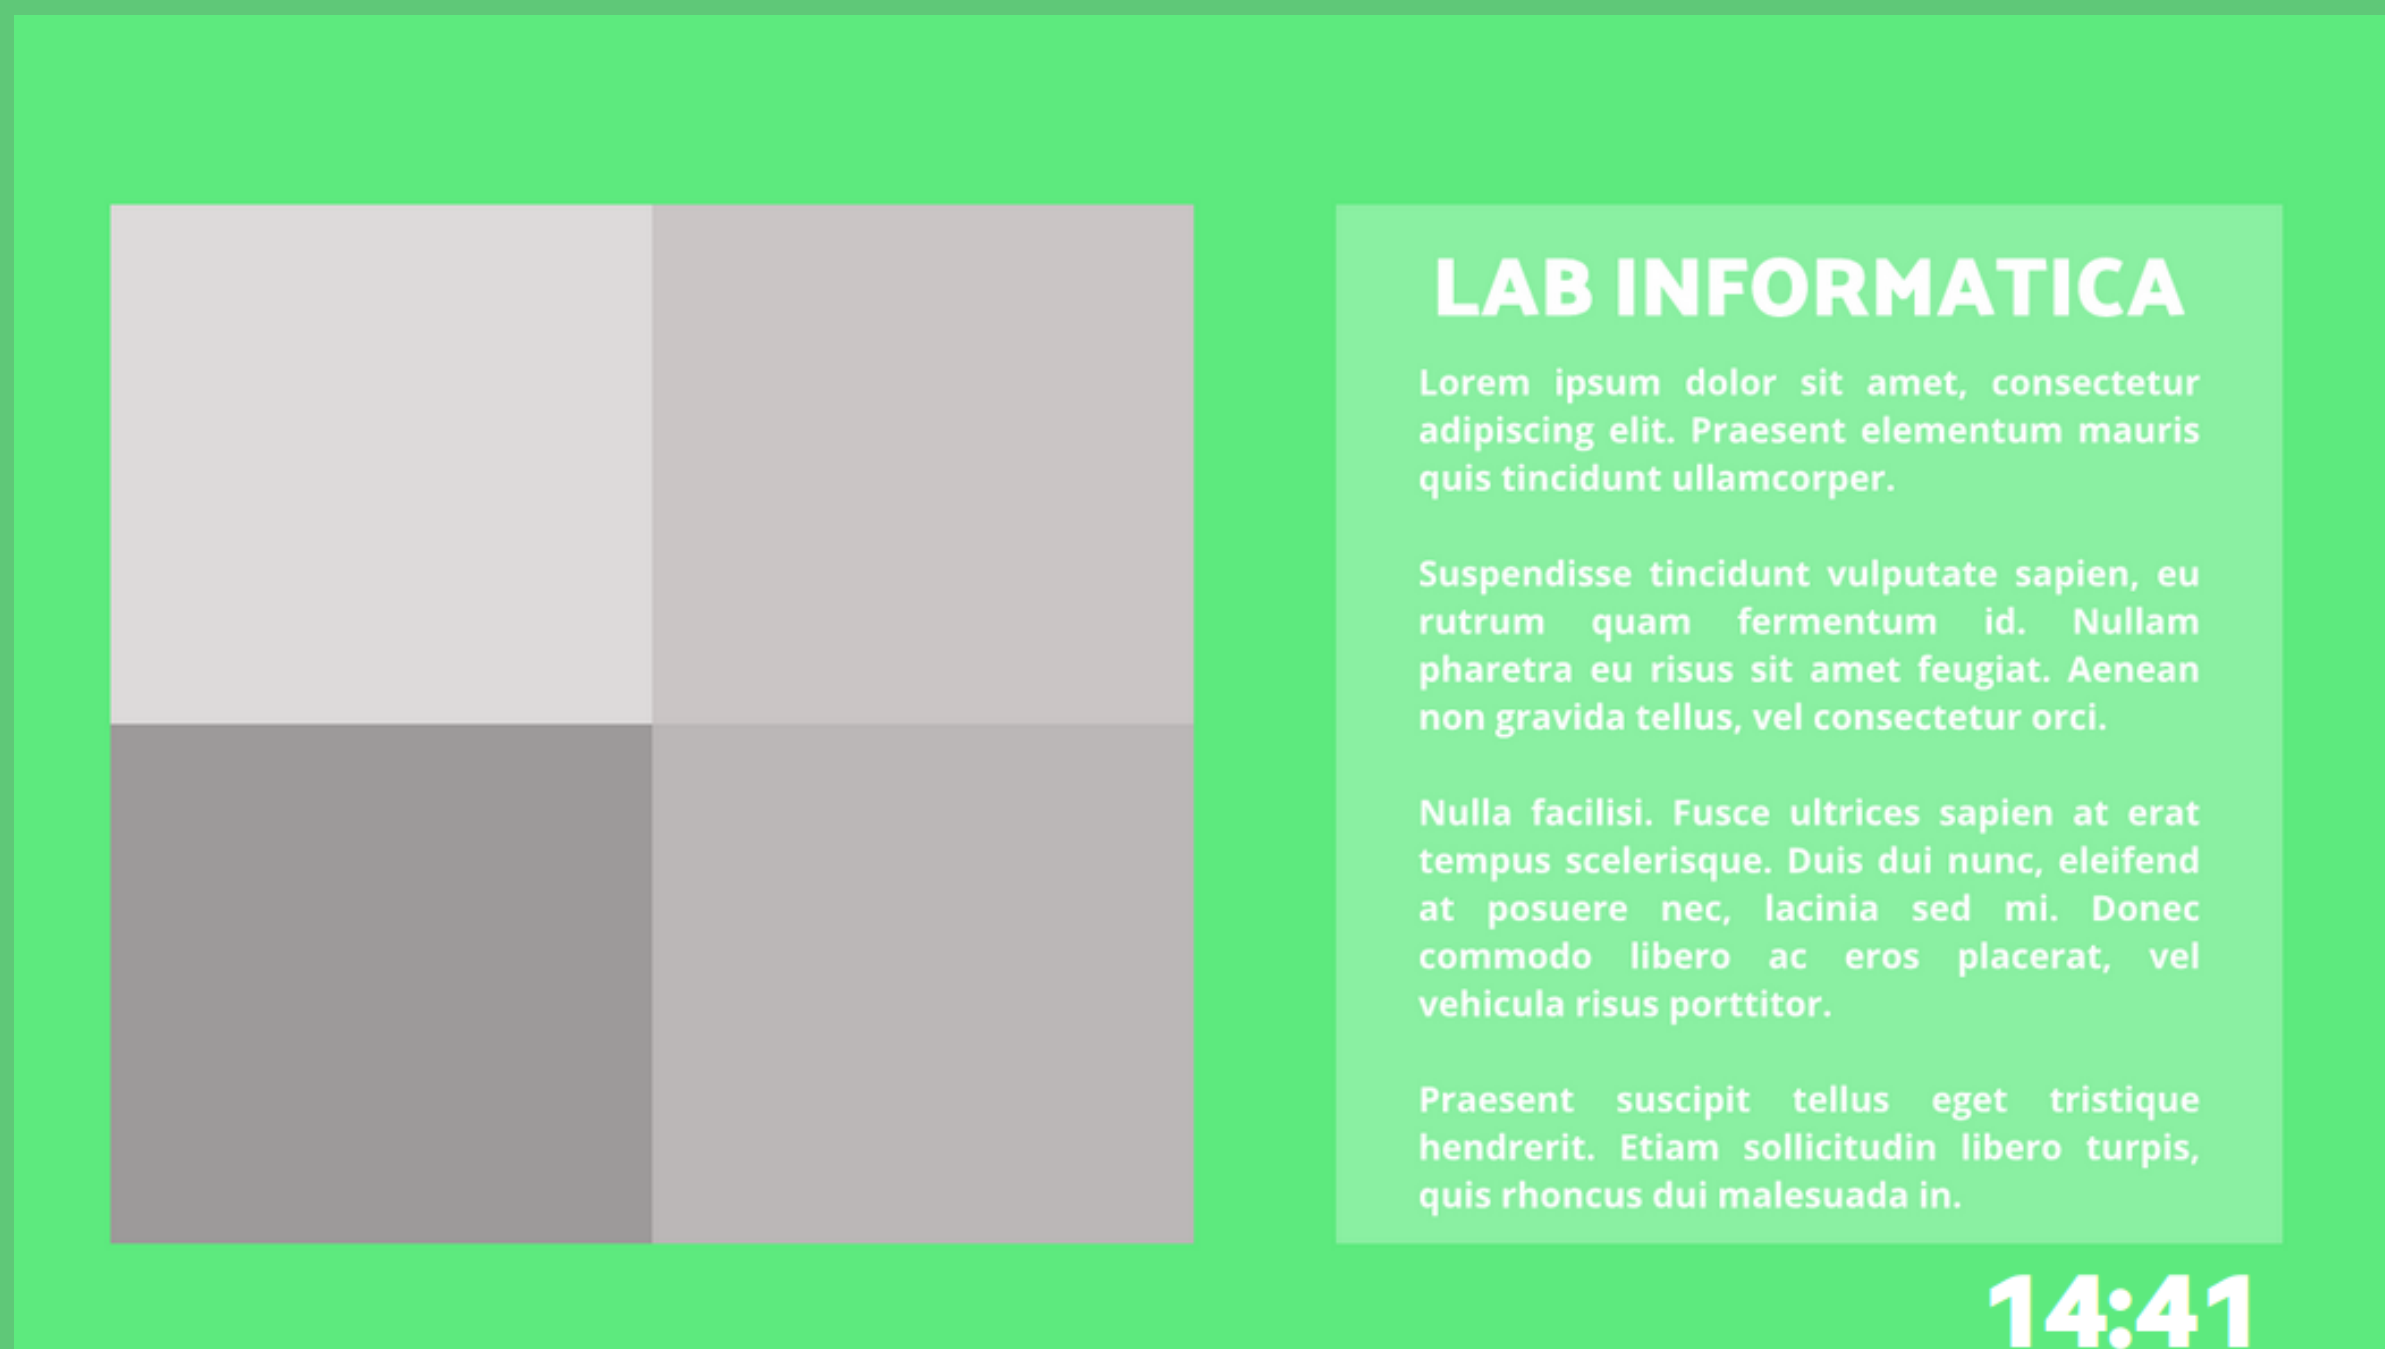 LAB INFORMATICA
Lorem ipsum dolor sit amet, consectetur
adipiscing elit. Praesent elementum mauris
quis tincidunt ullamcorper.
Suspendisse tincidunt vulputate sapien, eu
rutrum quam fermentum id. Nullam
pharetra eu risus sit amet feugiat. Aenean
non gravida tellus, vel consectetur orci.
Nulla facilisi. Fusce ultrices sapien at erat
tempus scelerisque. Duis dui nunc, eleifend
at posuere nec, lacinia sed mi. Donec
commodo libero ac eros placerat, vel
vehicula risus porttitor.
Praesent suscipit tellus eget tristique
hendrerit. Etiam sollicitudin libero turpis,
quis rhoncus dui malesuada in.
14:41